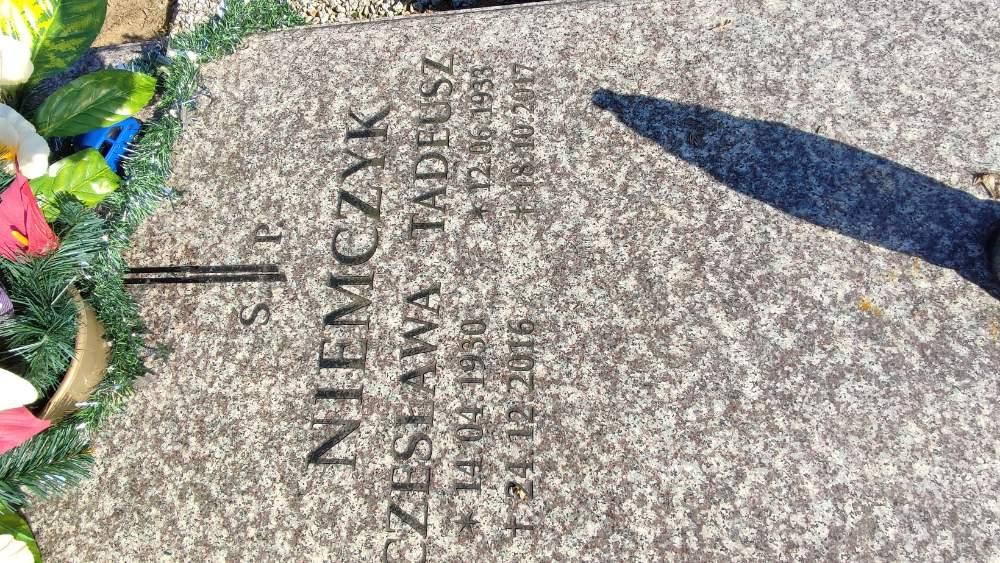 Ś P
NIEMCZYK
CZESŁAWA TADEUSZ
* 14 04 1930 * 12 06 1933
+ 24 12 2016 + 18 10 2017